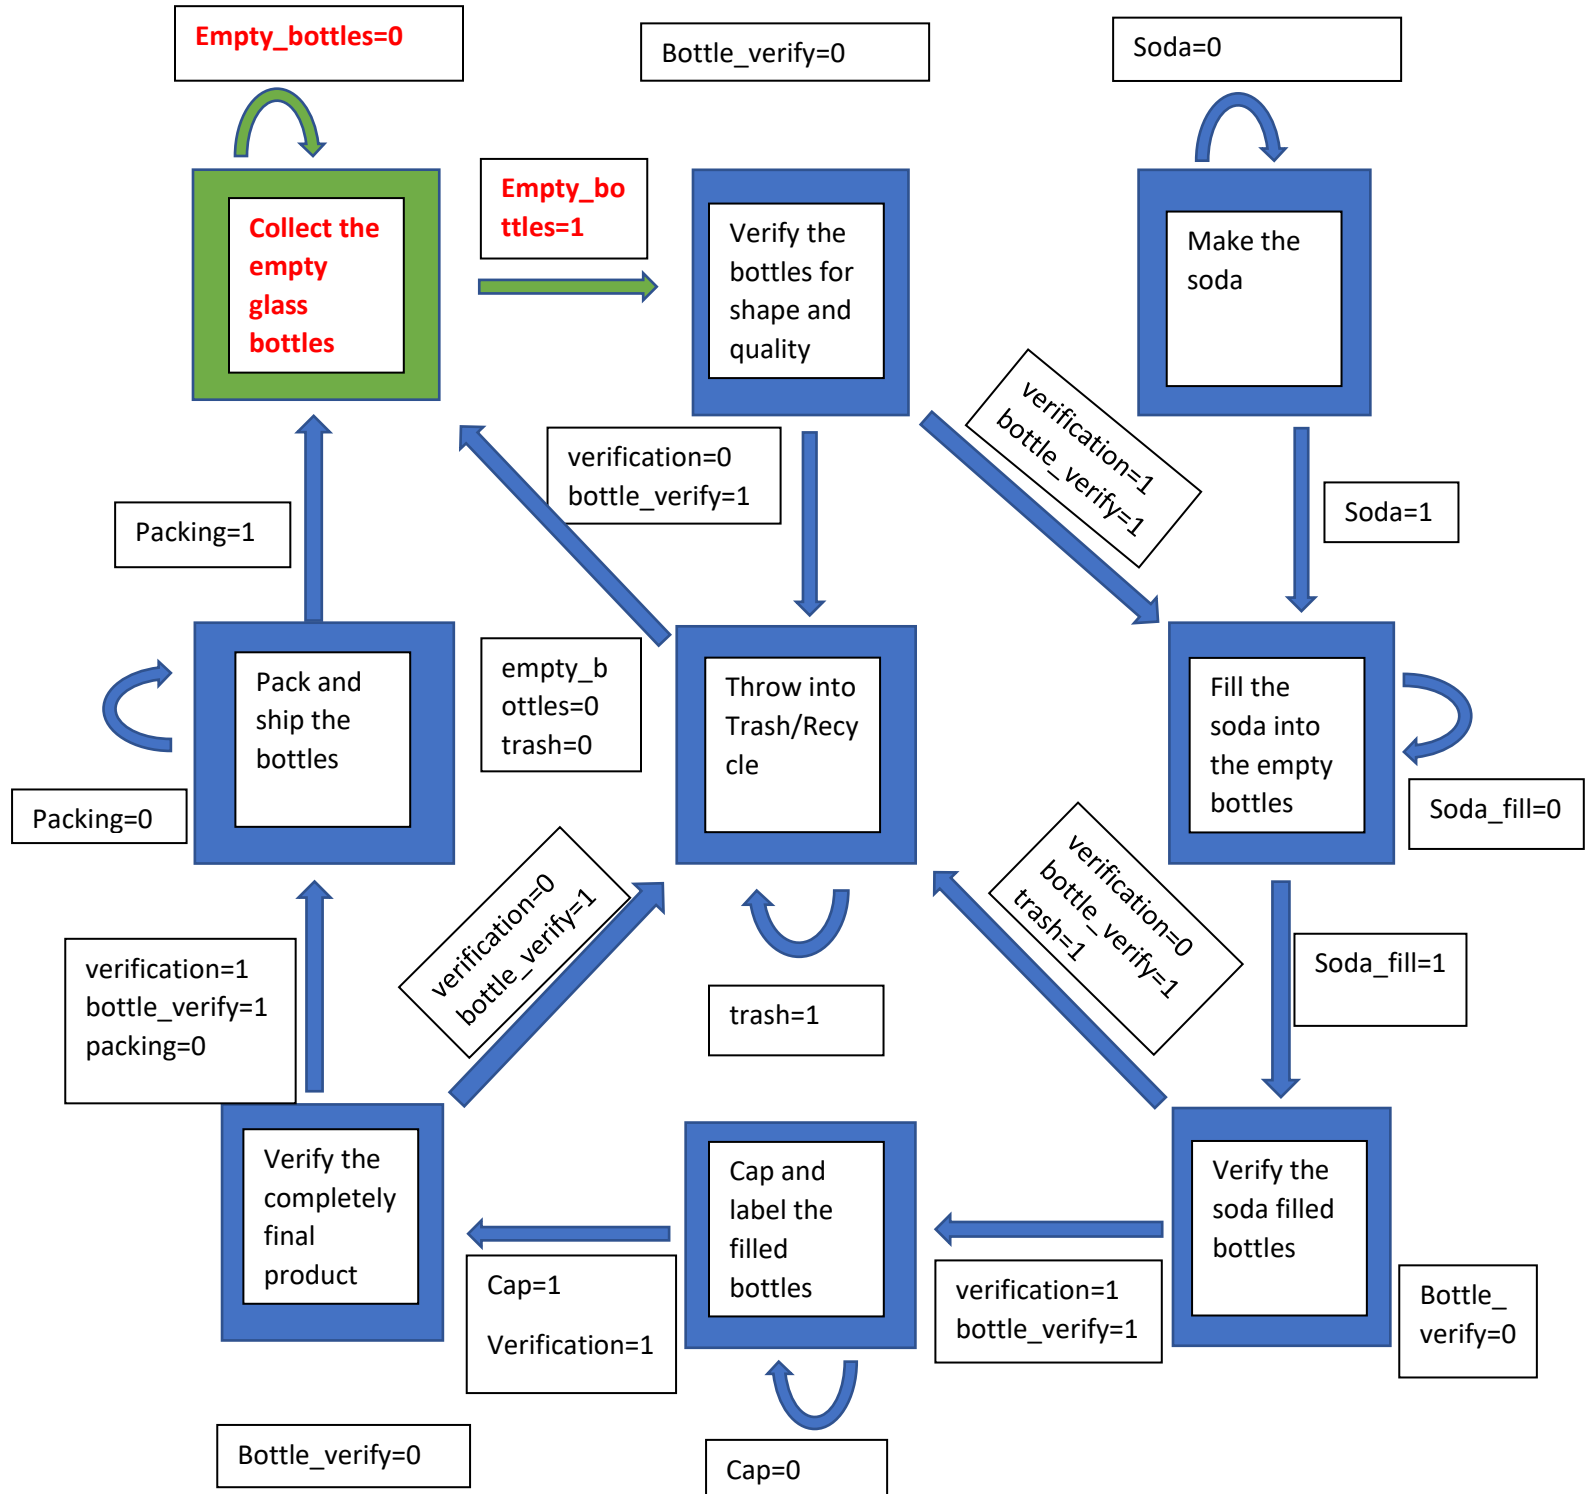 Empty_bottles=0
Bottle_verify=0
Soda=0
Collect the
empty
glass
bottles
Empty_bo
ttles=1
Verify the
bottles for
shape and
quality
Make the
soda
verification=0
bottle_verify=1
verification=1
bottle_verify=1
Soda=1
Packing=1
Pack and
ship the
bottles
empty_b
ottles=0
trash=0
Throw into
Trash/Recy
cle
Fill the
soda into
the empty
bottles
Packing=0
Soda_fill=0
verification=1
bottle_verify=1
packing=0
verification=0
bottle_verify=1
trash=1
verification=0
bottle_verify=1
trash=1
Soda_fill=1
Verify the
completely
final
product
Cap=1
Verification=1
Cap and
label the
filled
bottles
verification=1
bottle_verify=1
Verify the
soda filled
bottles
Bottle_
verify=0
Bottle_verify=0
Cap=0